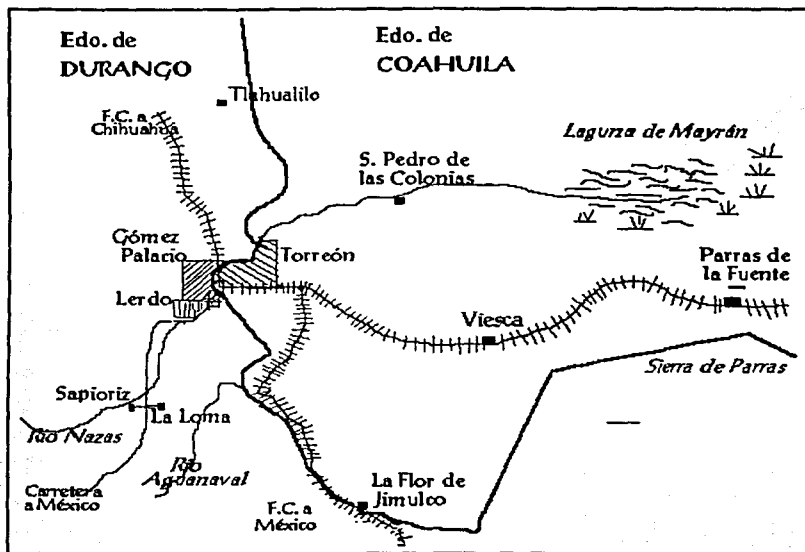 Edo. de
DURANGO
Edo. de
COAHUILA
Tlahualilo
F.C. a
Chihuahua
Laguna de Mayrán
S. Pedro de
las Colonias
Gómez
Palacio
Torreón
Parras de
la Fuente
Lerdo
Viesca
Sierra de Parras
Sapioriz
La Loma
Río Nazas
Río
Aguanaval
Carretera
a México
F.C. a
México
La Flor de
Jimulco